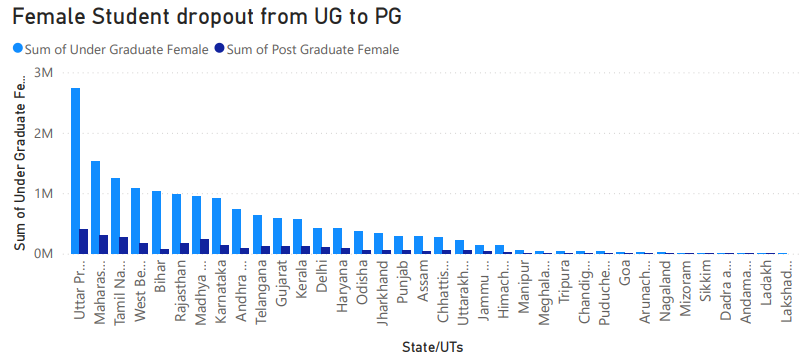 Female Student dropout from UG to PG
Sum of Under Graduate Female Sum of Post Graduate Female
Sum of Under Graduate Fe...
3M
2M
1M
0M
Uttar Pr...
Maharas...
Tamil Na...
West Be...
Bihar
Rajasthan
Madhya ...
Karnataka
Andhra ...
Telangana
Gujarat
Kerala
Delhi
Haryana
Odisha
Jharkhand
Punjab
Assam
Chhattis...
Uttarakh...
Jammu ...
Himach...
Manipur
Meghala...
Tripura
Chandig...
Puduche...
Goa
Arunach...
Nagaland
Mizoram
Sikkim
Dadra a...
Andama...
Ladakh
Lakshad...
State/UTs